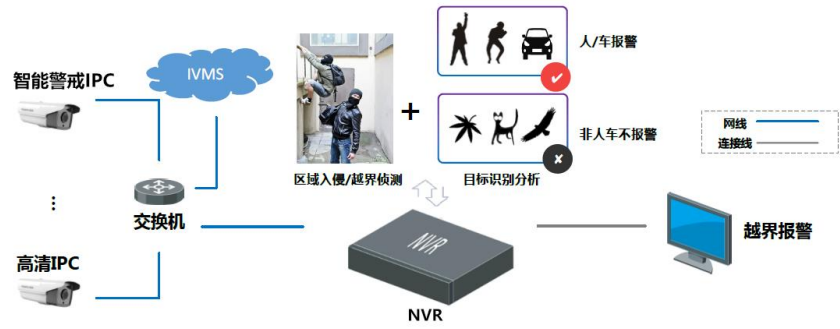 智能警戒IPC
IVMS
人/车报警
非人车不报警
网线
连接线
区域入侵/越界侦测
目标识别分析
交换机
NVR
越界报警
高清IPC
NVR